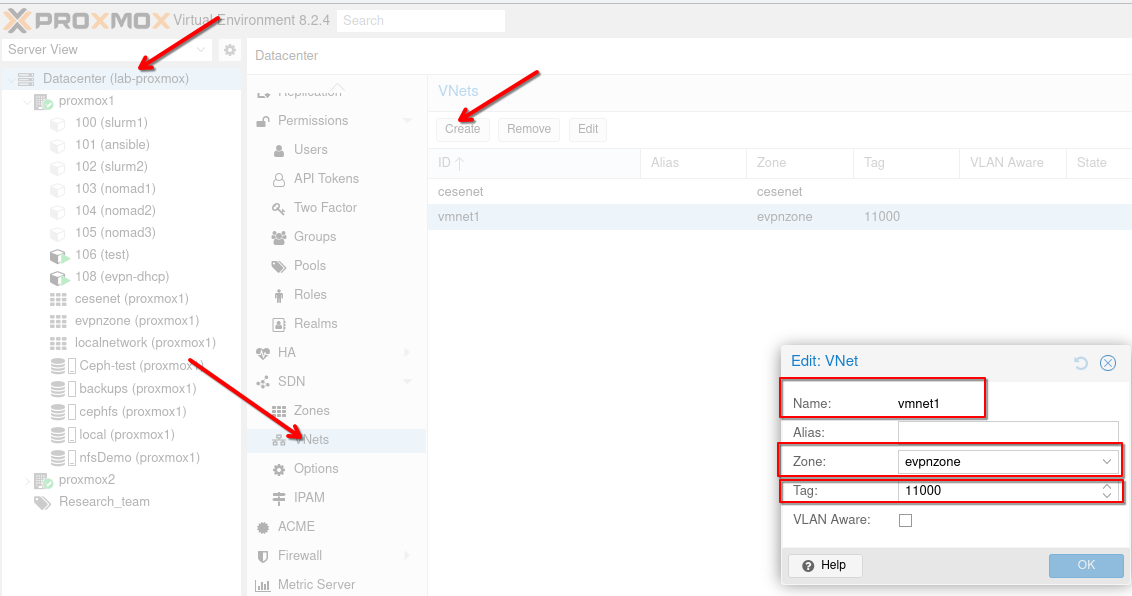 PROXMOX Virtual Environment 8.2.4 Search
Server View
Datacenter (lab-proxmox)
proxmox1
100 (slurm1)
101 (ansible)
102 (slurm2)
103 (nomad1)
104 (nomad2)
105 (nomad3)
106 (test)
108 (evpn-dhcp)
cesenet (proxmox1)
evpnzone (proxmox1)
localnetwork (proxmox1)
Ceph-test (proxmox1)
backups (proxmox1)
cephfs (proxmox1)
local (proxmox1)
nfsDemo (proxmox1)
proxmox2
Research_team
Datacenter
Replication
Permissions
Users
API Tokens
Two Factor
Groups
Pools
Roles
Realms
HA
SDN
Zones
VNets
Options
IPAM
ACME
Firewall
Metric Server
VNets
Create Remove Edit
ID Alias Zone Tag VLAN Aware State
cesenet cesenet
vmnet1 evpnzone 11000
Edit: VNet
Name: vmnet1
Alias:
Zone: evpnzone
Tag: 11000
VLAN Aware:
Help OK